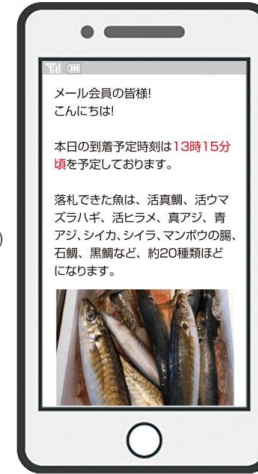 メール会員の皆様!
こんにちは!
本日の到着予定時刻は13時15分
頃を予定しております。
落札できた魚は、活真鯛、活ウマ
ズラハギ、活ヒラメ、真アジ、青
アジ、シイカ、シイラ、マンボウの腸、
石鯛、黒鯛など、約20種類ほど
になります。